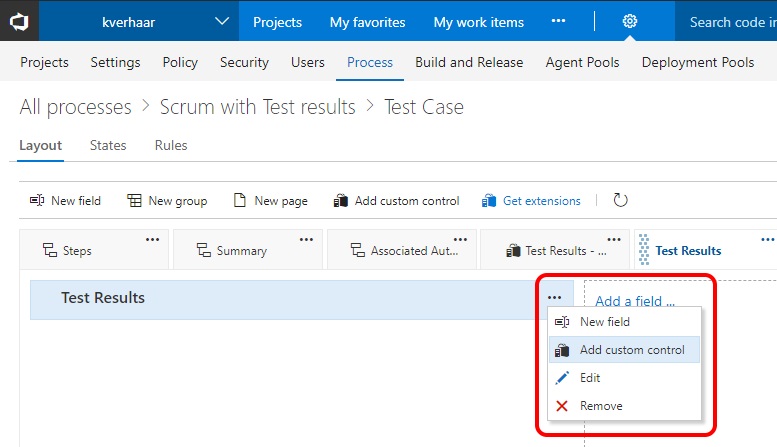 kverhaar Projects My favorites My work items ... Search code in
Projects Settings Policy Security Users Process Build and Release Agent Pools Deployment Pools
All processes > Scrum with Test results > Test Case
Layout States Rules
New field New group New page Add custom control Get extensions
Steps ... Summary ... Associated Aut... ... Test Results - ... ... Test Results ...
Test Results ... Add a field ...
New field
Add custom control
Edit
Remove